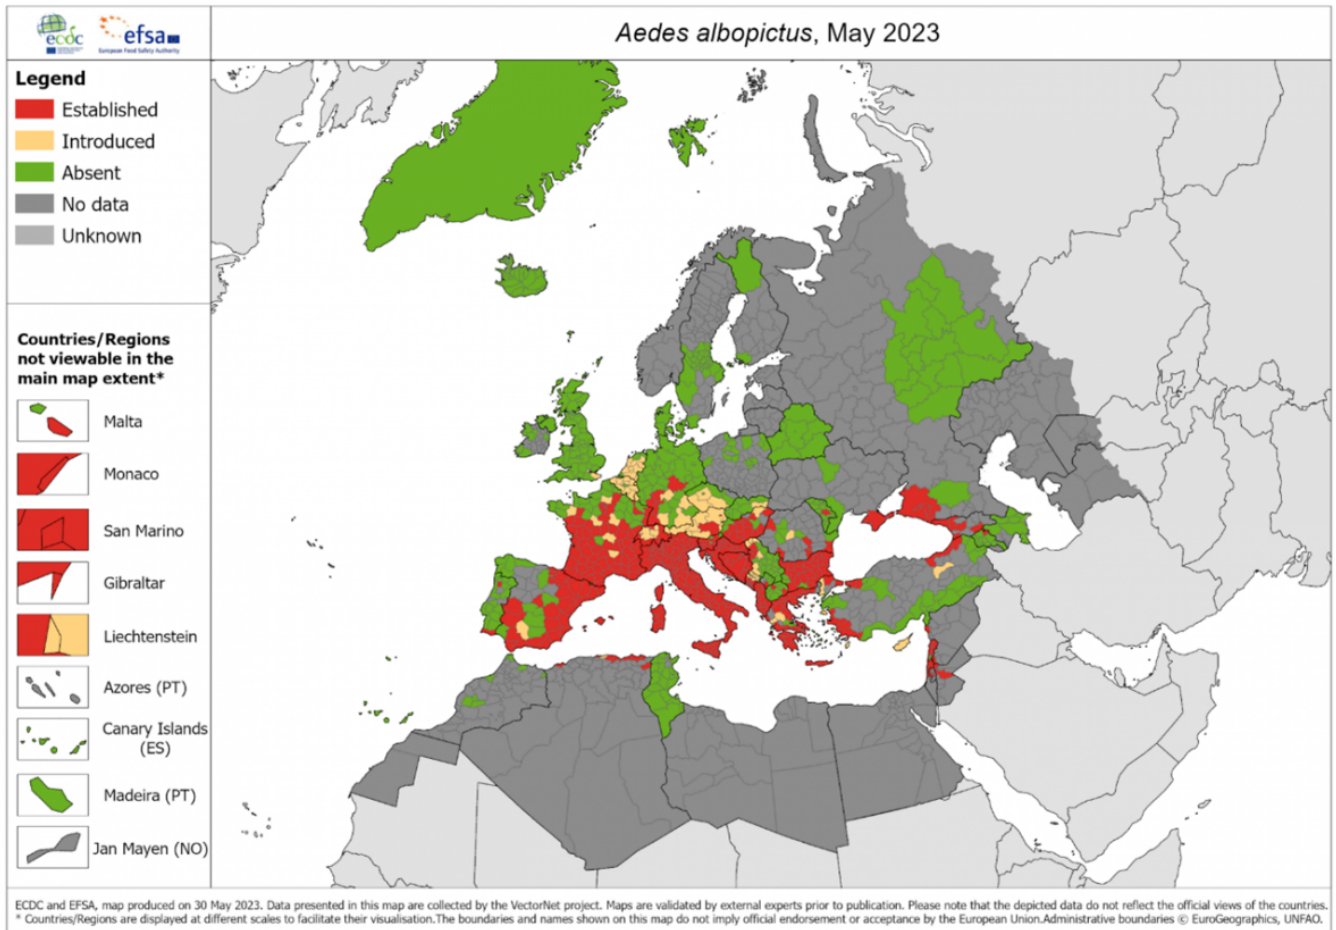 ecdc
efsa
European Food Safety Authority
Aedes albopictus, May 2023
Legend
Established
Introduced
Absent
No data
Unknown
Countries/Regions
not viewable in the
main map extent*
Malta
Monaco
San Marino
Gibraltar
Liechtenstein
Azores (PT)
Canary Islands
(ES)
Madeira (PT)
Jan Mayen (NO)
ECDC and EFSA, map produced on 30 May 2023. Data presented in this map are collected by the VectorNet project. Maps are validated by external experts prior to publication. Please note that the depicted data do not reflect the official views of the countries.
* Countries/Regions are displayed at different scales to facilitate their visualisation.The boundaries and names shown on this map do not imply official endorsement or acceptance by the European Union.Administrative boundaries © EuroGeographics, UNFAO.